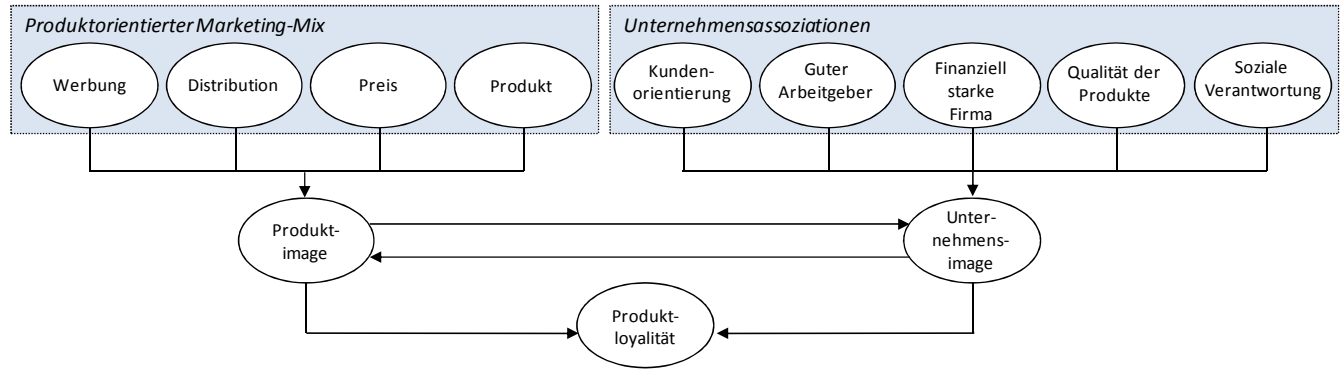 Produktorientierter Marketing-Mix
Werbung
Distribution
Preis
Produkt
Unternehmensassoziationen
Kunden-
orientierung
Guter
Arbeitgeber
Finanziell
starke
Firma
Qualität der
Produkte
Soziale
Verantwortung
Produkt-
image
Unter-
nehmens-
image
Produkt-
loyalität